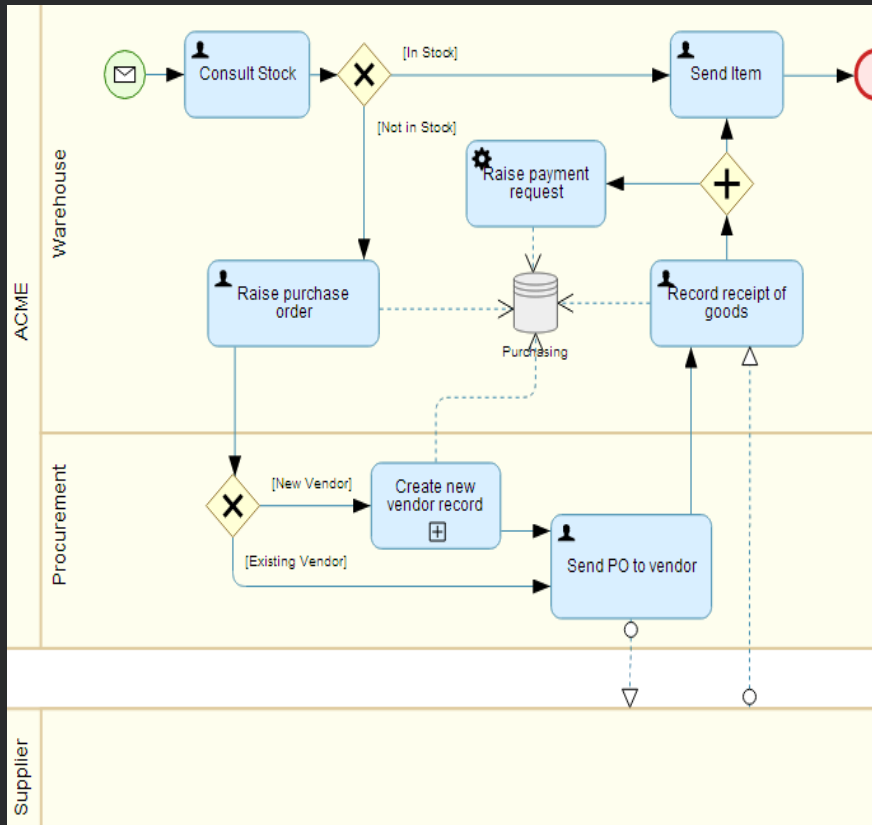 ACME
Warehouse
Consult Stock
[In Stock]
Send Item
[Not in Stock]
Raise payment
request
Raise purchase
order
Purchasing
Record receipt of
goods
Procurement
[New Vendor]
Create new
vendor record
[Existing Vendor]
Send PO to vendor
Supplier